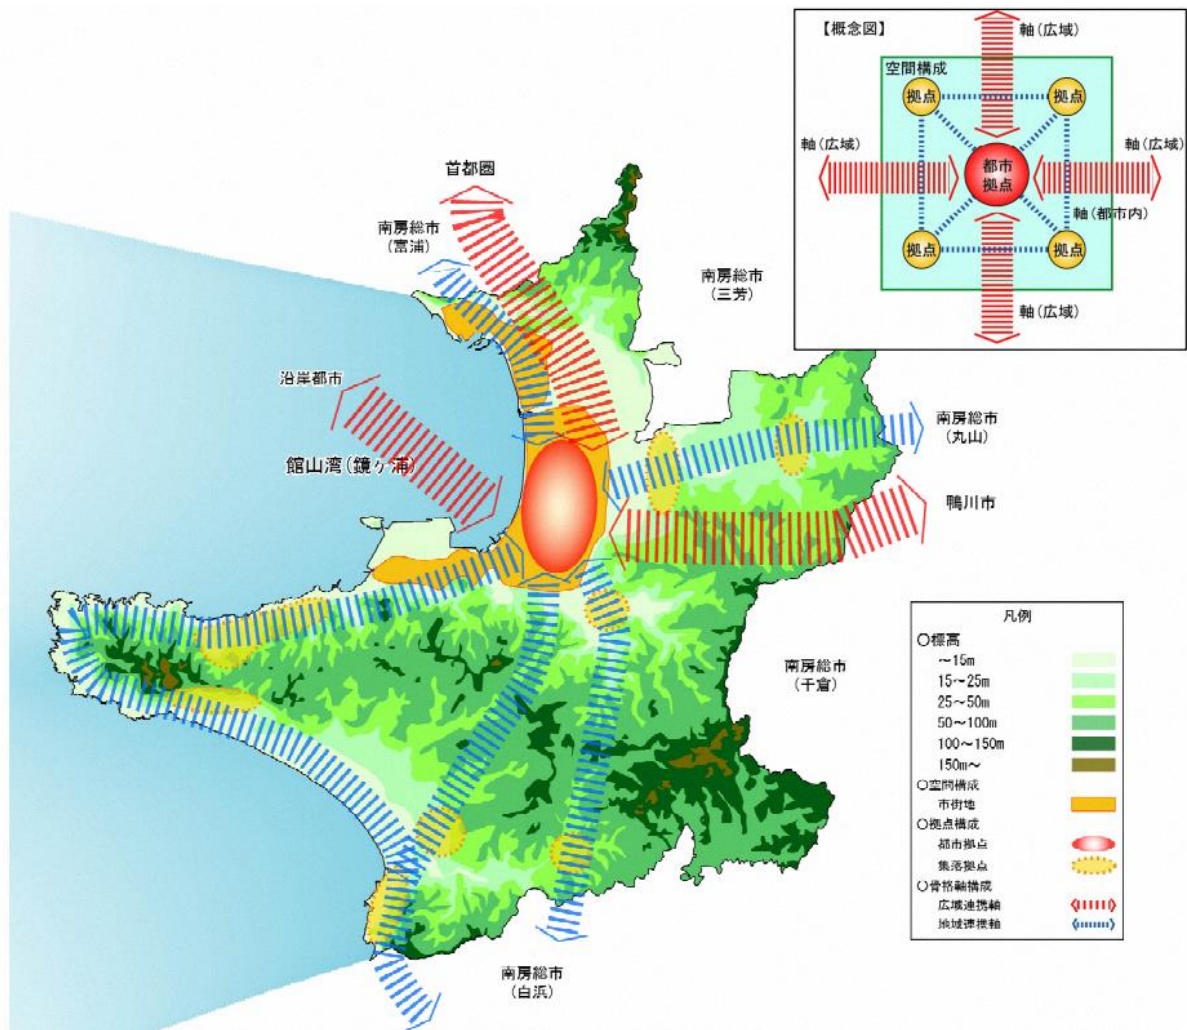 【概念図】
軸(広域)
空間構成
拠点
拠点
軸(広域)
軸(広域)
都市
拠点
軸(都市内)
拠点
拠点
軸(広域)
首都圏
南房総市
(富浦)
南房総市
(三芳)
沿岸都市
館山湾(鏡ヶ浦)
南房総市
(丸山)
鴨川市
南房総市
(千倉)
南房総市
(白浜)
凡例
○標高
～15m
15～25m
25～50m
50～100m
100～150m
150m～
○空間構成
市街地
○拠点構成
都市拠点
集落拠点
○骨格軸構成
広域連携軸
地域連携軸